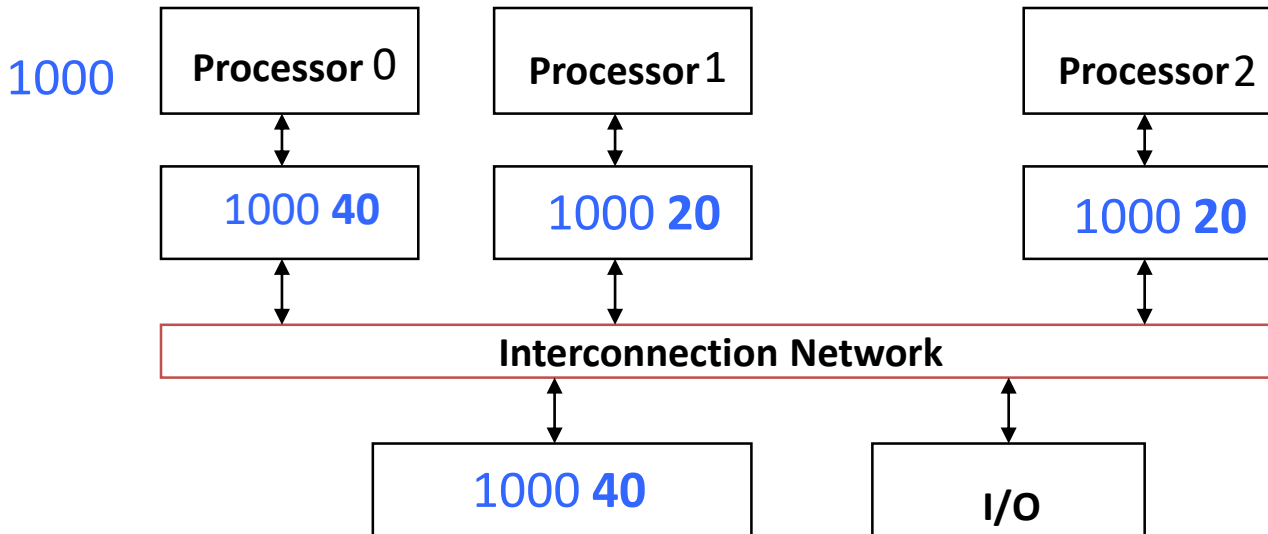 1000
Processor 0
Processor 1
Processor 2
1000 40
1000 20
1000 20
Interconnection Network
1000 40
I/O